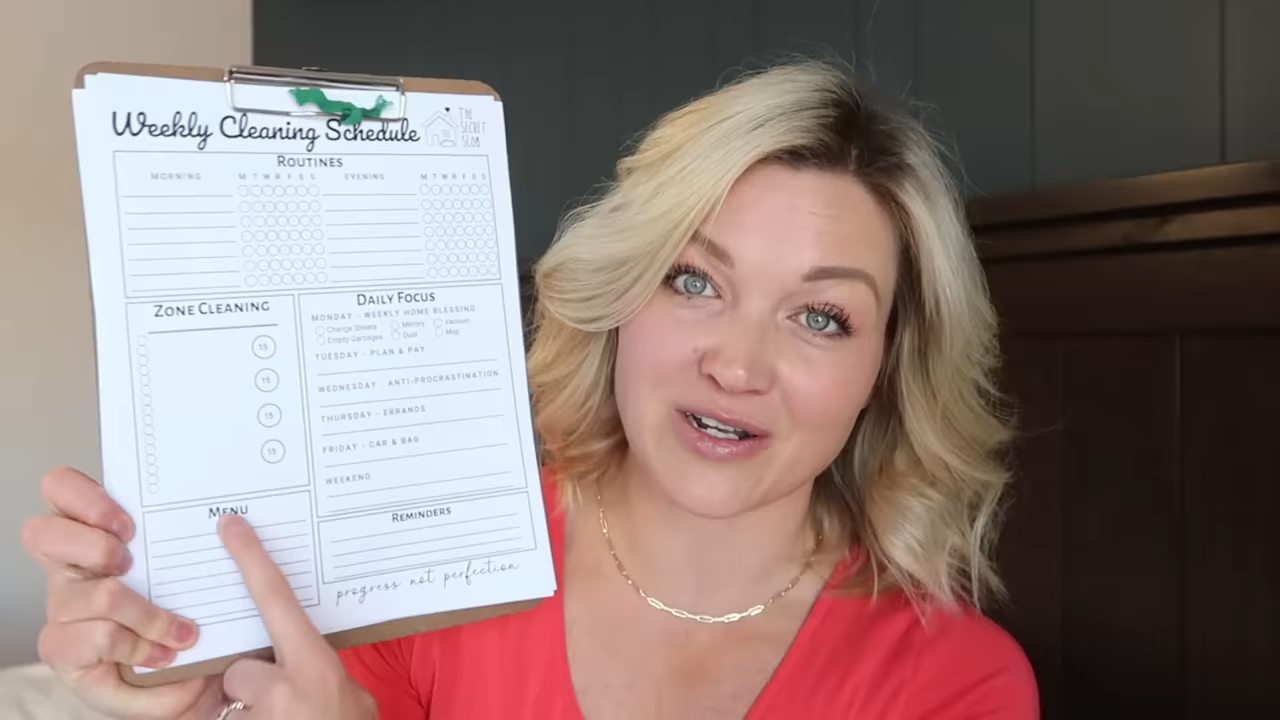 Weekly Cleaning Schedule
THE
SECRET
SLOB
ROUTINES
MORNING M T W R F S S EVENING M T W R F S S
ZONE CLEANING
15
15
15
15
DAILY FOCUS
MONDAY - WEEKLY HOME BLESSING
Change Sheets Mirrors Vacuum
Empty Garbages Dust Mop
TUESDAY - PLAN & PAY
WEDNESDAY - ANTI-PROCRASTINATION
THURSDAY - ERRANDS
FRIDAY - CAR & BAG
WEEKEND
MENU
REMINDERS
progress not perfection